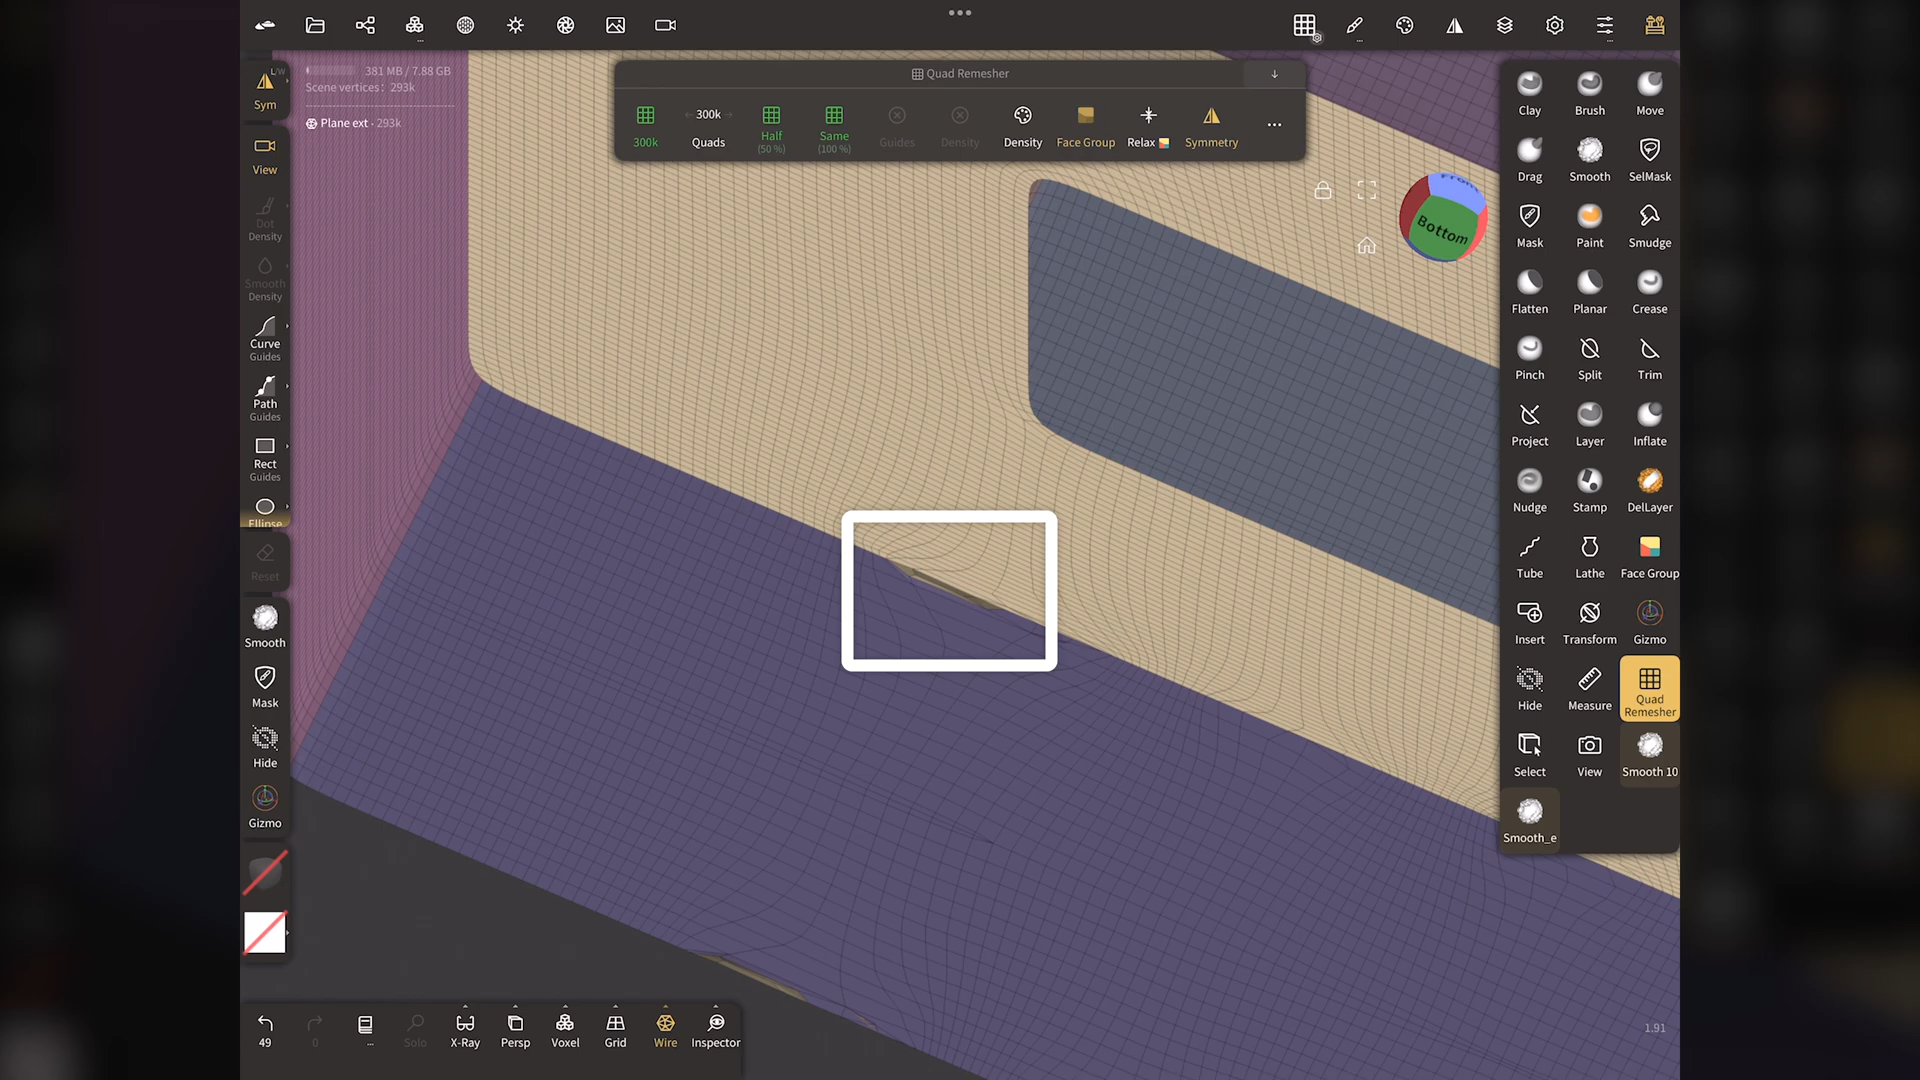 Quad Remesher
L/W
Sym
381 MB / 7.88 GB
Scene vertices: 293k
Plane ext · 293k
300k
300k
Quads
Half
(50 %)
Same
(100 %)
Guides
Density
Density
Face Group
Relax
Symmetry
View
Dot
Density
Smooth
Density
Curve
Guides
Path
Guides
Rect
Guides
Ellipse
Reset
Smooth
Mask
Hide
Gizmo
Front
Bottom
Clay
Brush
Move
Drag
Smooth
SelMask
Mask
Paint
Smudge
Flatten
Planar
Crease
Pinch
Split
Trim
Project
Layer
Inflate
Nudge
Stamp
DelLayer
Tube
Lathe
Face Group
Insert
Transform
Gizmo
Hide
Measure
Quad
Remesher
Select
View
Smooth 10
Smooth_e
49
0
...
Solo
X-Ray
Persp
Voxel
Grid
Wire
Inspector
1.91